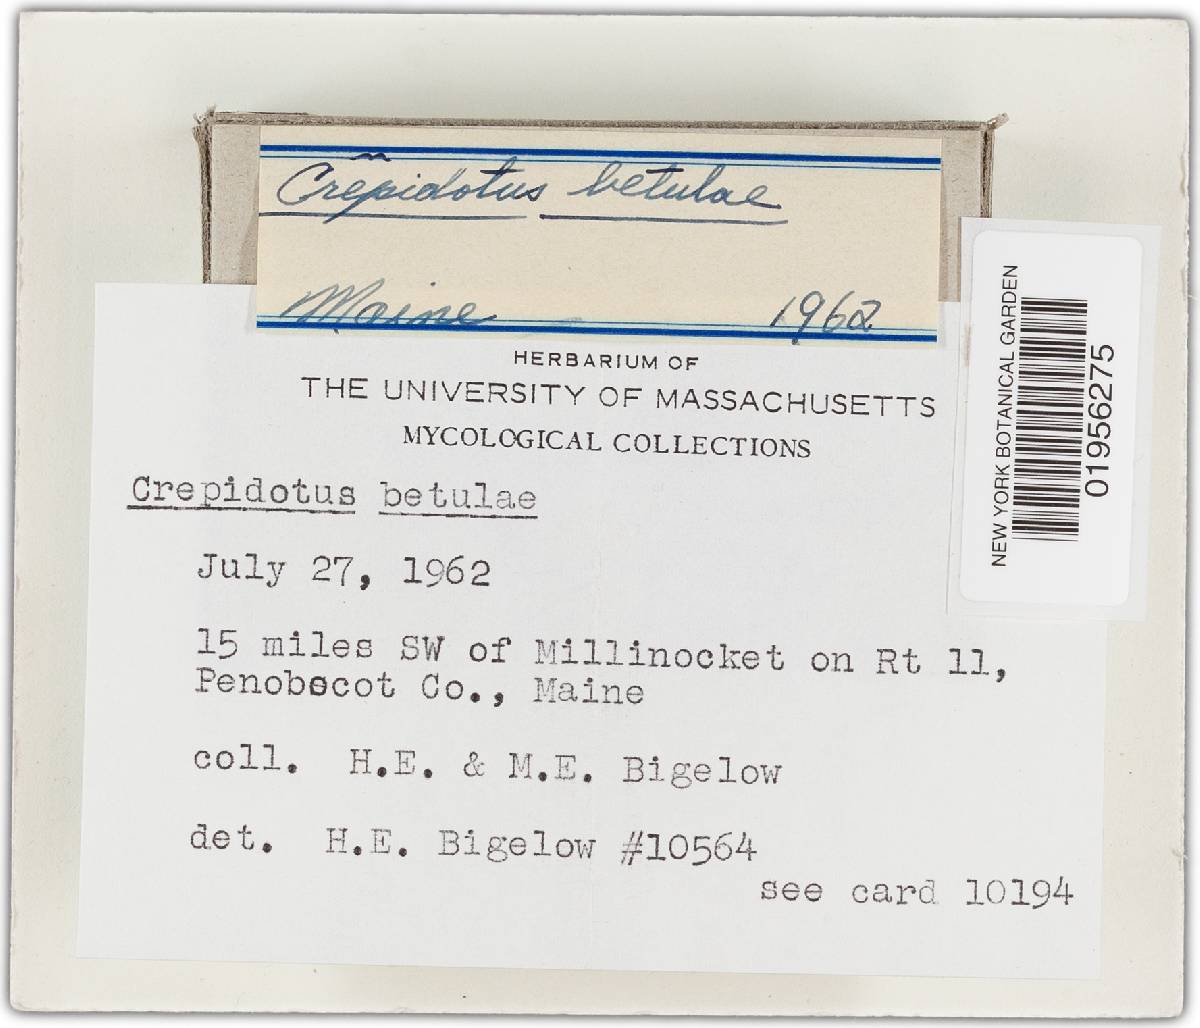 Crepidotus betulae
Maine 1962
HERBARIUM OF
THE UNIVERSITY OF MASSACHUSETTS
MYCOLOGICAL COLLECTIONS
Crepidotus betulae
July 27, 1962
15 miles SW of Millinocket on Rt 11,
Penobscot Co., Maine
coll. H.E. & M.E. Bigelow
det. H.E. Bigelow #10564
see card 10194
NEW YORK BOTANICAL GARDEN
01956275